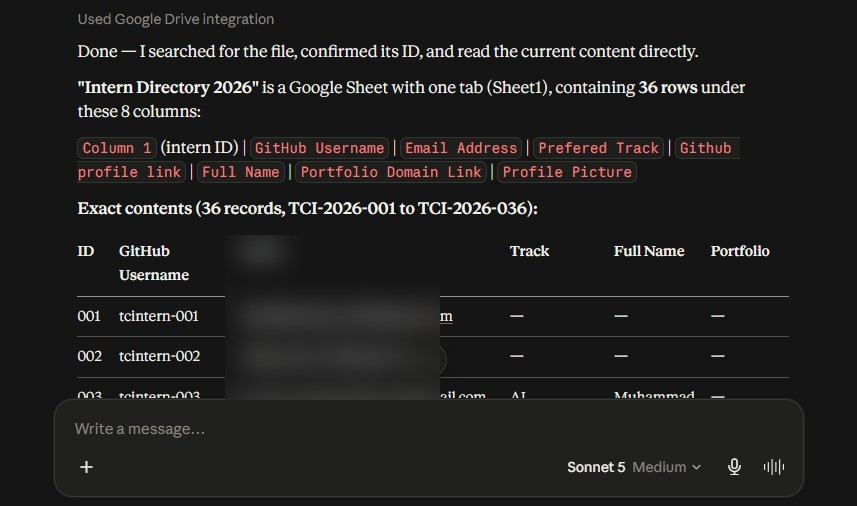 Used Google Drive integration
Done — I searched for the file, confirmed its ID, and read the current content directly.
"Intern Directory 2026" is a Google Sheet with one tab (Sheet1), containing 36 rows under
these 8 columns:
Column 1 (intern ID) | GitHub Username | Email Address | Prefered Track | Github
profile link | Full Name | Portfolio Domain Link | Profile Picture
Exact contents (36 records, TCI-2026-001 to TCI-2026-036):
ID GitHub Username Track Full Name Portfolio
001 tcintern-001 m — — —
002 tcintern-002 — —  —
003 tcintern-003 ail.com AI Muhammad —
Write a message...
+ Sonnet 5 Medium